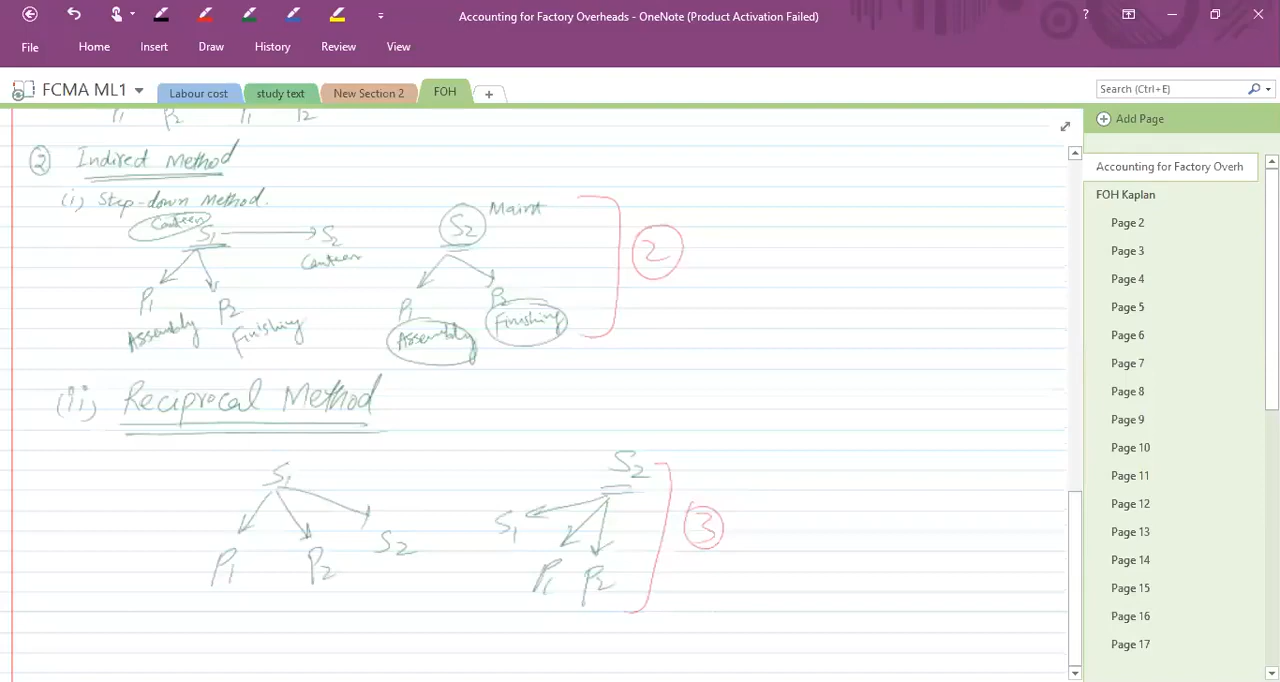 Accounting for Factory Overheads - OneNote (Product Activation Failed)
?
File Home Insert Draw History Review View
FCMA ML1 Labour cost study text New Section 2 FOH +
Search (Ctrl+E)
Add Page
Accounting for Factory Overh
FOH Kaplan
Page 2
Page 3
Page 4
Page 5
Page 6
Page 7
Page 8
Page 9
Page 10
Page 11
Page 12
Page 13
Page 14
Page 15
Page 16
Page 17
P1 P2 P1 P2
2 Indirect Method
(i) Step-down Method.
Canteen
S1 S2
Canteen
P1 P2
Assembly Finishing
S2 Maint
P1 P2
Assembly Finishing
2
(ii) Reciprocal Method
S1
P1 P2 S2
S2
S1 P1 P2
3